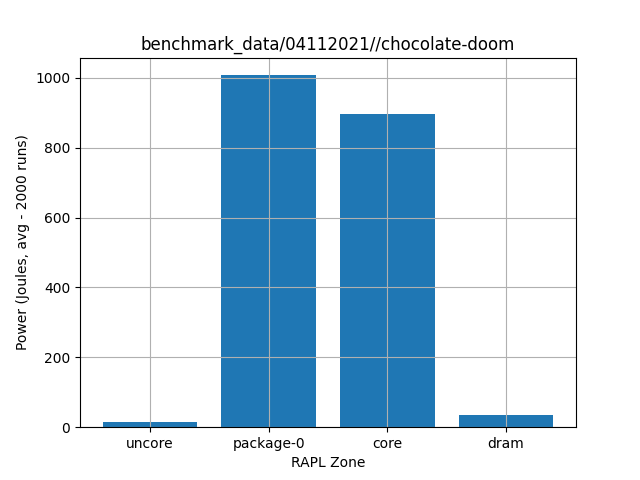 benchmark_data/04112021//chocolate-doom
Power (Joules, avg - 2000 runs)
1000
800
600
400
200
0
uncore package-0 core dram
RAPL Zone